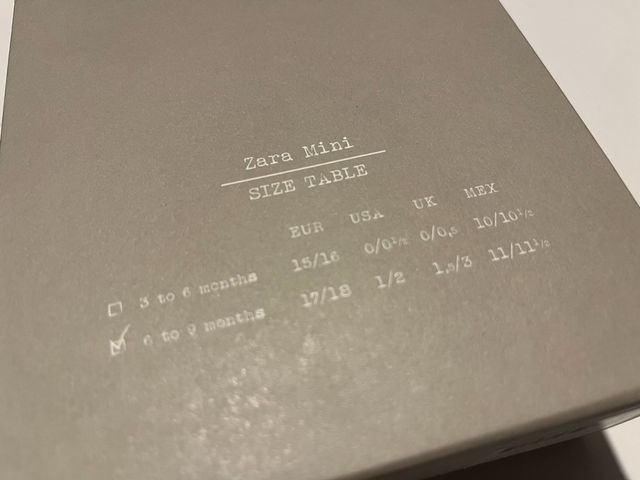 Zara Mini
SIZE TABLE
EUR USA UK MEX
3 to 6 months 15/16 0/0½ 0/0,5 10/10½
6 to 9 months 17/18 1/2 1,5/3 11/11½